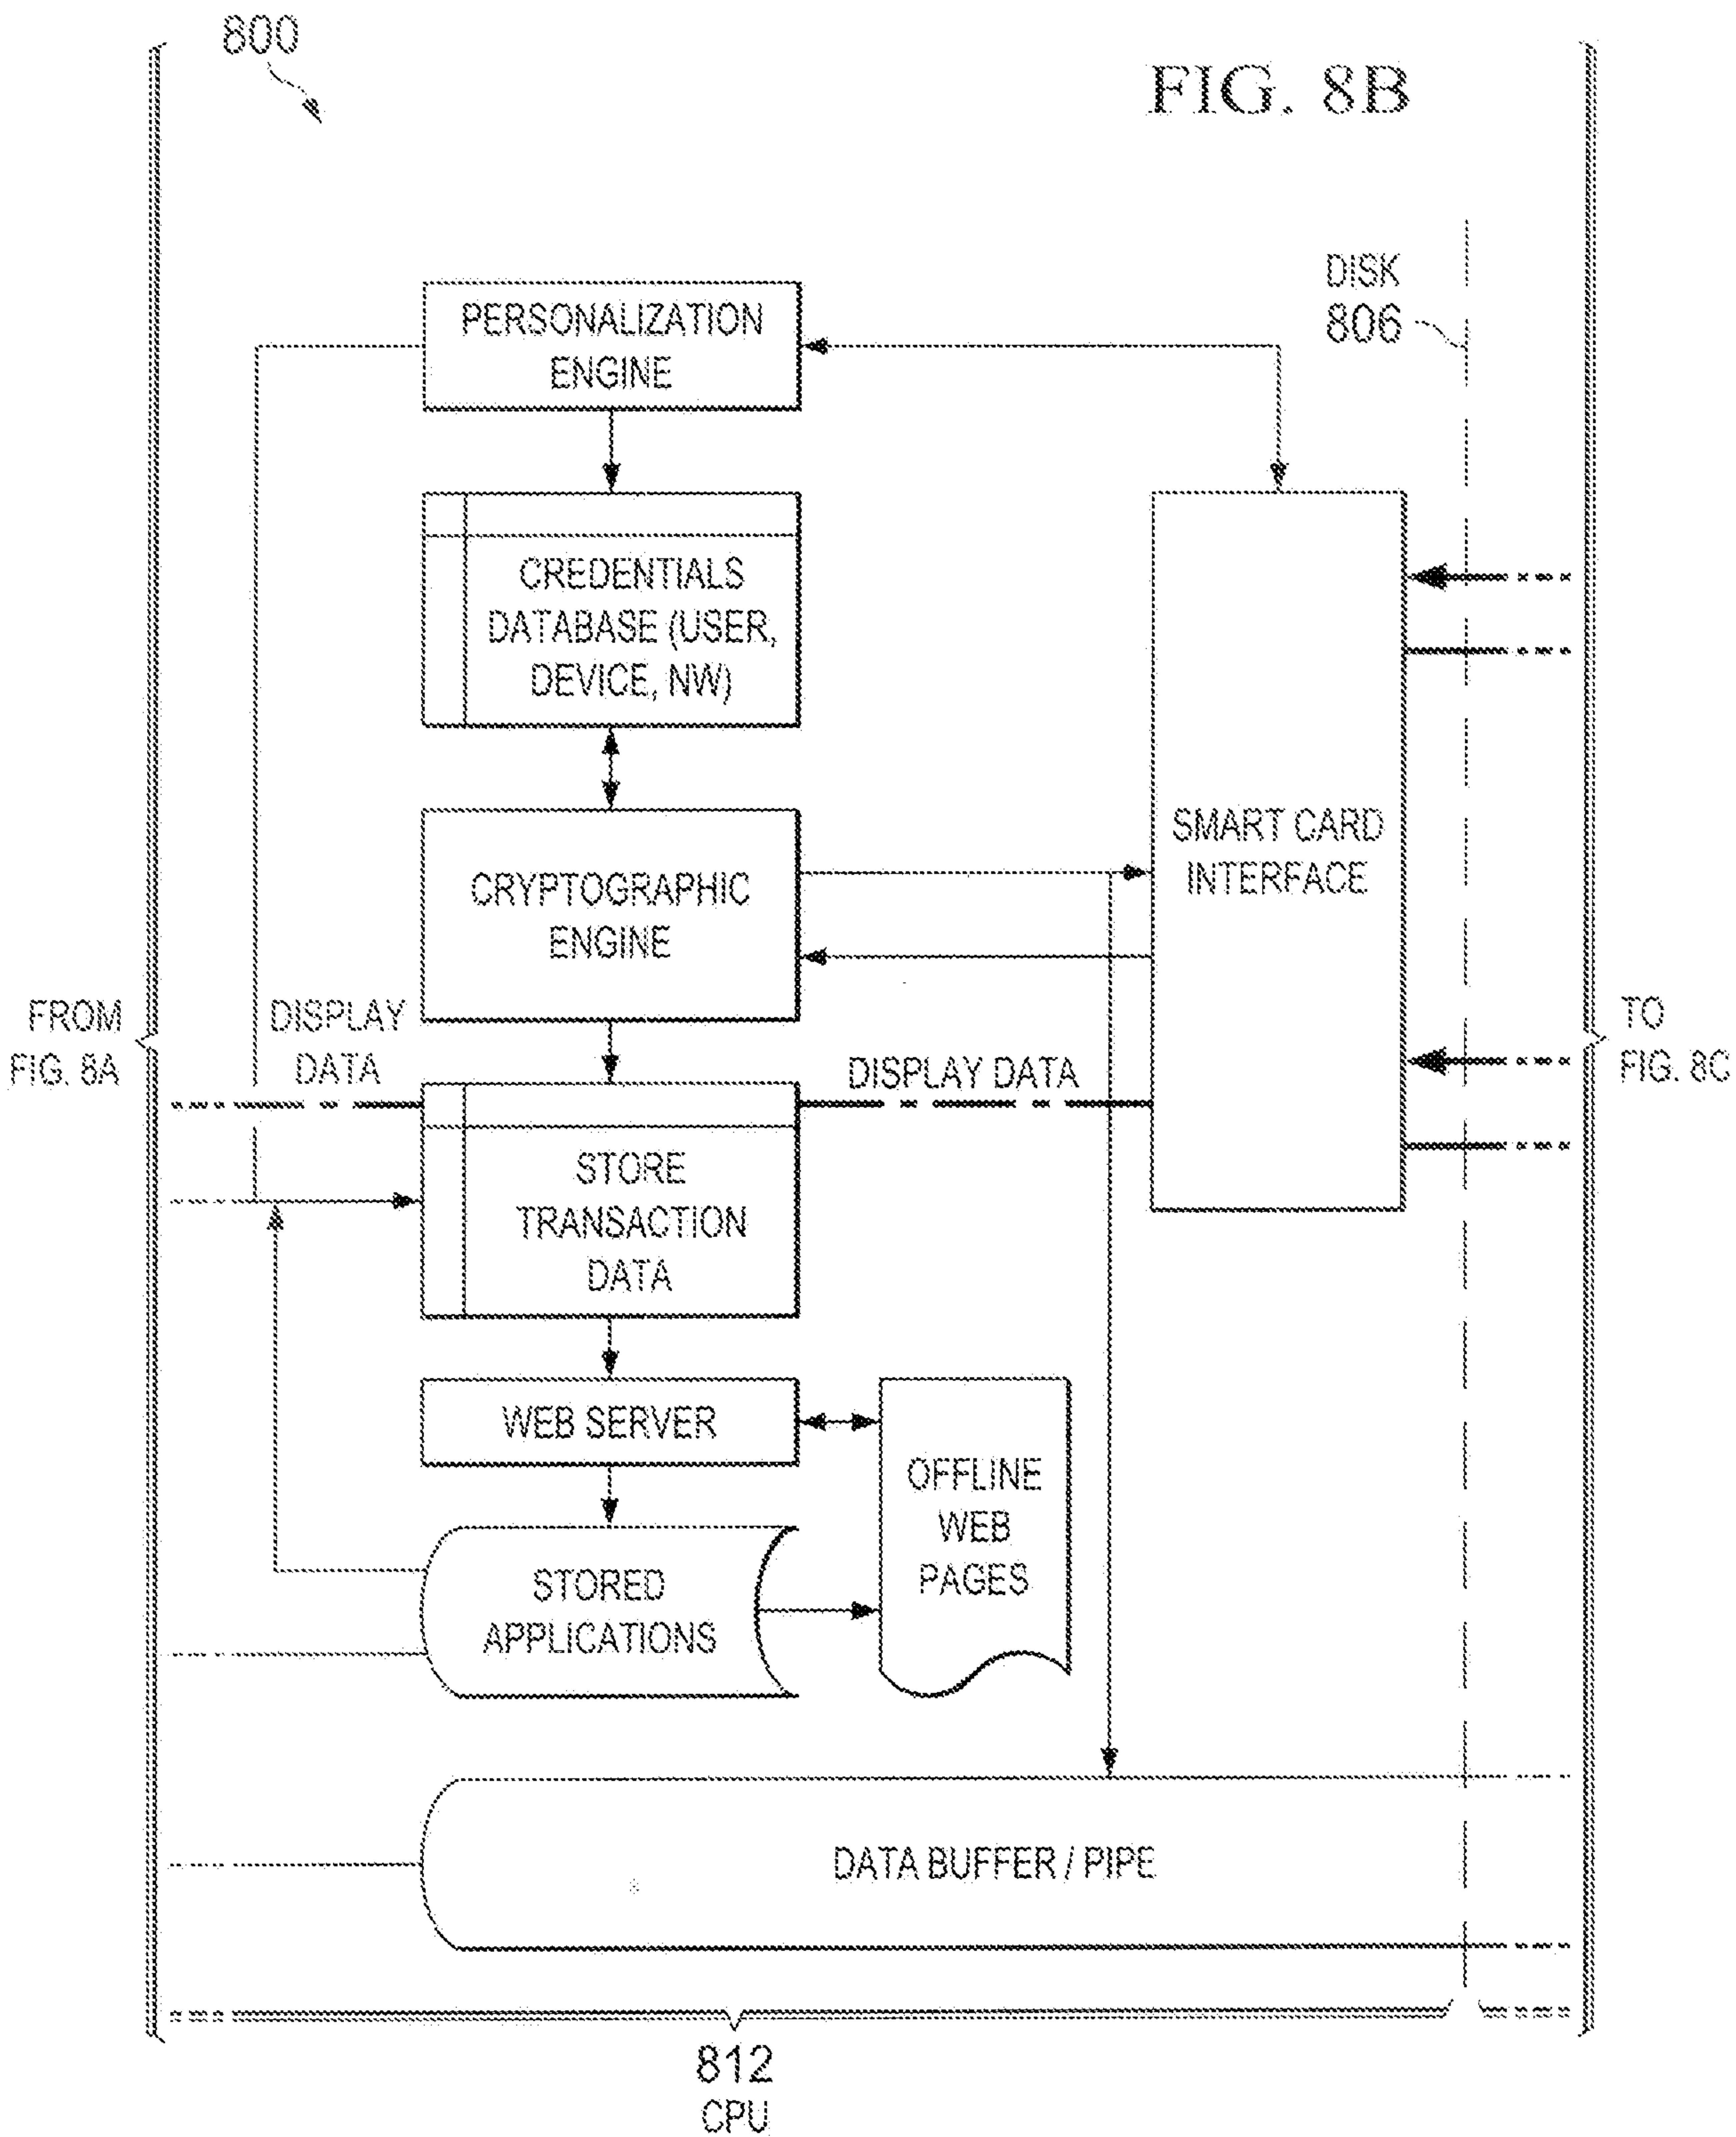 800
FIG. 8B
DISK
806
PERSONALIZATION
ENGINE
CREDENTIALS
DATABASE (USER,
DEVICE, NW)
CRYPTOGRAPHIC
ENGINE
SMART CARD
INTERFACE
FROM
FIG. 8A
DISPLAY
DATA
DISPLAY DATA
TO
FIG. 8C
STORE
TRANSACTION
DATA
WEB SERVER
OFFLINE
WEB
PAGES
STORED
APPLICATIONS
DATA BUFFER / PIPE
812
CPU